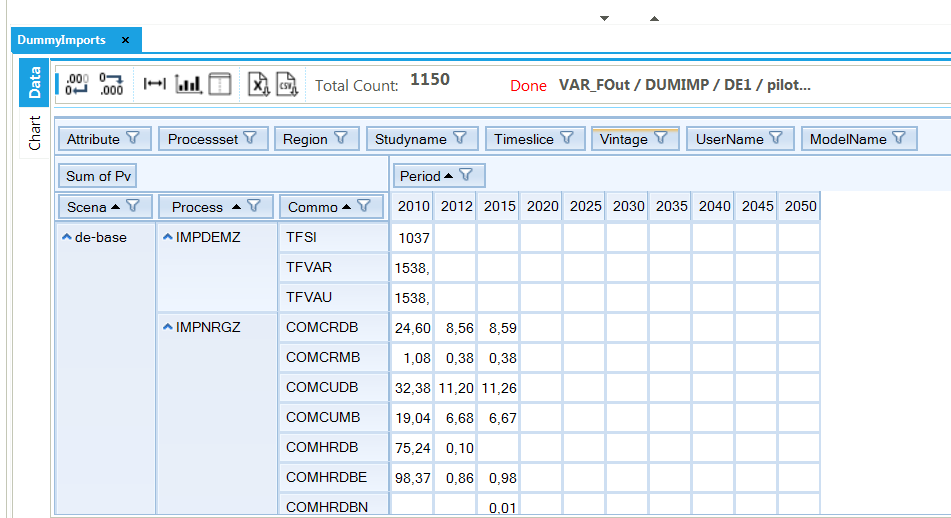 DummyImports ×
Data
Chart
Total Count: 1150 Done VAR_FOut / DUMIMP / DE1 / pilot...
Attribute Processset Region Studyname Timeslice Vintage UserName ModelName
Sum of Pv Period
Scena Process Commo 2010 2012 2015 2020 2025 2030 2035 2040 2045 2050
de-base IMPDEMZ TFSI 1037
TFVAR 1538,
TFVAU 1538,
IMPNRGZ COMCRDB 24,60 8,56 8,59
COMCRMB 1,08 0,38 0,38
COMCUDB 32,38 11,20 11,26
COMCUMB 19,04 6,68 6,67
COMHRDB 75,24 0,10
COMHRDBE 98,37 0,86 0,98
COMHRDBN 0,01